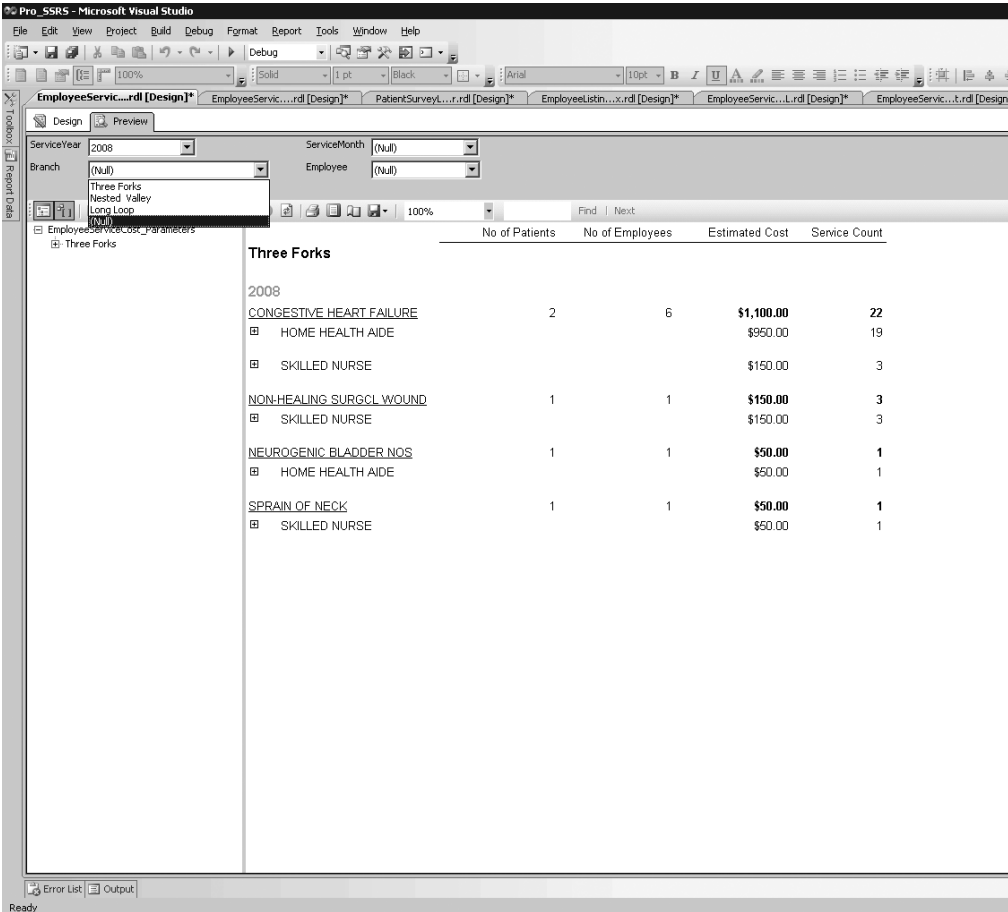 Pro_SSRS - Microsoft Visual Studio
File Edit View Project Build Debug Format Report Tools Window Help
Debug
100% Solid 1 pt Black Arial 10pt B I U A
EmployeeServic....rdl [Design]* EmployeeServic....rdl [Design]* PatientSurveyL...r.rdl [Design]* EmployeeListin...x.rdl [Design]* EmployeeServic...L.rdl [Design]* EmployeeServic...t.rdl [Design
Toolbox
Report Data
Design Preview
ServiceYear 2008 ServiceMonth (Null)
Branch (Null) Employee (Null)
Three Forks
Nested Valley
Long Loop
(Null)
100% Find | Next
EmployeeServiceCost_Parameters
Three Forks
No of Patients No of Employees Estimated Cost Service Count
Three Forks
2008
CONGESTIVE HEART FAILURE 2 6 $1,100.00 22
HOME HEALTH AIDE $950.00 19
SKILLED NURSE $150.00 3
NON-HEALING SURGCL WOUND 1 1 $150.00 3
SKILLED NURSE $150.00 3
NEUROGENIC BLADDER NOS 1 1 $50.00 1
HOME HEALTH AIDE $50.00 1
SPRAIN OF NECK 1 1 $50.00 1
SKILLED NURSE $50.00 1
Error List Output
Ready